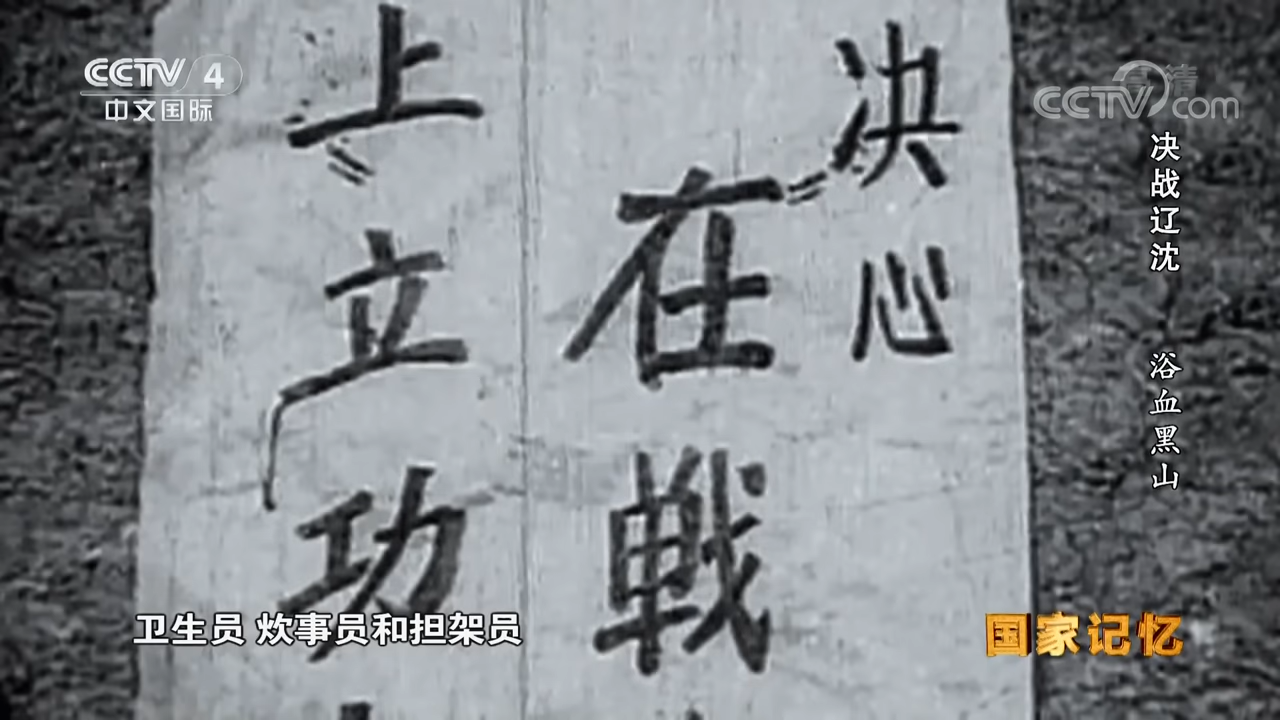 CCTV 4
中文国际
高清
CCTV.com
决战辽沈 浴血黑山
决心
在戰
上立功
卫生员 炊事员和担架员
国家记忆